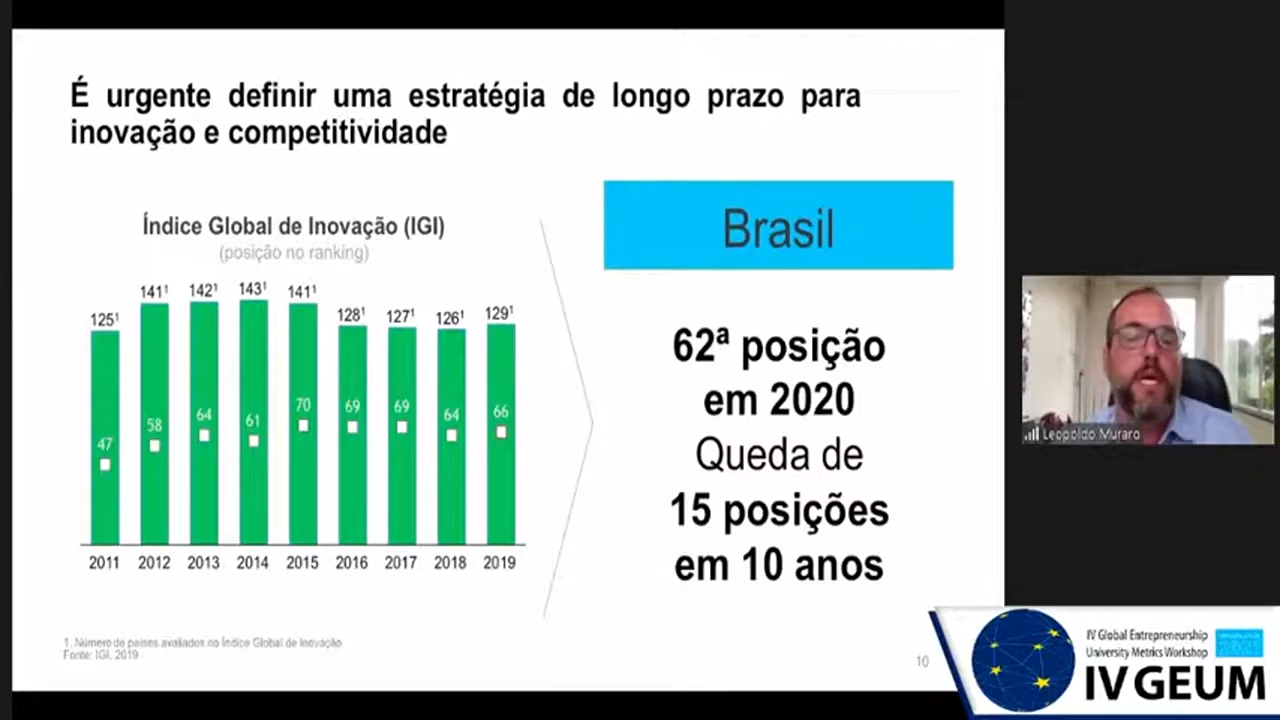 É urgente definir uma estratégia de longo prazo para
inovação e competitividade
Índice Global de Inovação (IGI)
(posição no ranking)
125¹ 141¹ 142¹ 143¹ 141¹ 128¹ 127¹ 126¹ 129¹
47 58 64 61 70 69 69 64 66
2011 2012 2013 2014 2015 2016 2017 2018 2019
1. Número de países avaliados no Índice Global de Inovação
Fonte: IGI, 2019
Brasil
62ª posição
em 2020
Queda de
15 posições
em 10 anos
10
Leopoldo Muraro
IV Global Entrepreneurship
University Metrics Workshop
IV GEUM